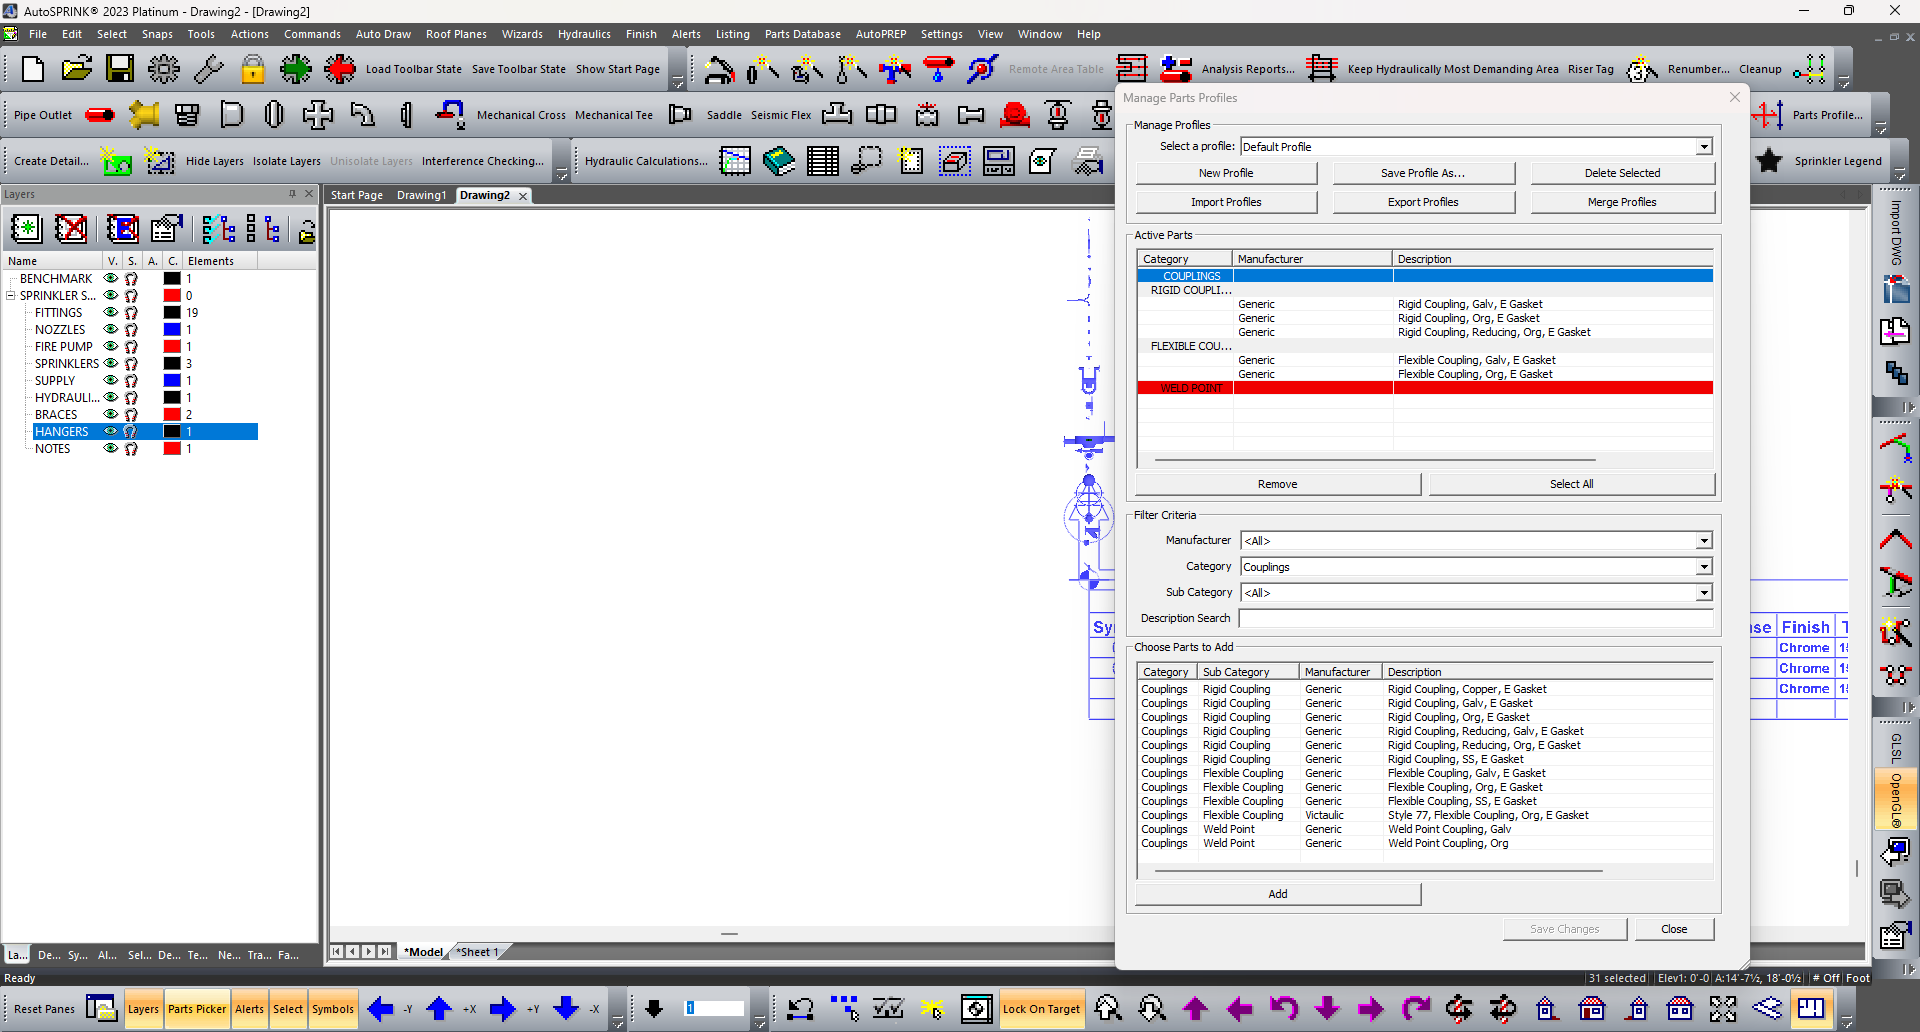 AutoSPRINK® 2023 Platinum - Drawing2 - [Drawing2]
File Edit Select Snaps Tools Actions Commands Auto Draw Roof Planes Wizards Hydraulics Finish Alerts Listing Parts Database AutoPREP Settings View Window Help
Load Toolbar State Save Toolbar State Show Start Page Remote Area Table Analysis Reports... Keep Hydraulically Most Demanding Area Riser Tag Renumber... Cleanup
Pipe Outlet Mechanical Cross Mechanical Tee Saddle Seismic Flex Parts Profile...
Create Detail... Hide Layers Isolate Layers Unisolate Layers Interference Checking... Hydraulic Calculations... Sprinkler Legend
Layers
Start Page Drawing1 Drawing2
Name V. S. A. C. Elements
BENCHMARK 1
SPRINKLER S... 0
FITTINGS 19
NOZZLES 1
FIRE PUMP 1
SPRINKLERS 3
SUPPLY 1
HYDRAULI... 1
BRACES 2
HANGERS 1
NOTES 1
La... De... Sy... Al... Sel... De... Te... Ne... Tra... Fa...
*Model *Sheet 1
Manage Parts Profiles
Manage Profiles
Select a profile: Default Profile
New Profile Save Profile As... Delete Selected
Import Profiles Export Profiles Merge Profiles
Active Parts
Category Manufacturer Description
COUPLINGS
RIGID COUPLI...
Generic Rigid Coupling, Galv, E Gasket
Generic Rigid Coupling, Org, E Gasket
Generic Rigid Coupling, Reducing, Org, E Gasket
FLEXIBLE COU...
Generic Flexible Coupling, Galv, E Gasket
Generic Flexible Coupling, Org, E Gasket
WELD POINT
Remove Select All
Filter Criteria
Manufacturer <All>
Category Couplings
Sub Category <All>
Description Search
Choose Parts to Add
Category Sub Category Manufacturer Description
Couplings Rigid Coupling Generic Rigid Coupling, Copper, E Gasket
Couplings Rigid Coupling Generic Rigid Coupling, Galv, E Gasket
Couplings Rigid Coupling Generic Rigid Coupling, Org, E Gasket
Couplings Rigid Coupling Generic Rigid Coupling, Reducing, Galv, E Gasket
Couplings Rigid Coupling Generic Rigid Coupling, Reducing, Org, E Gasket
Couplings Rigid Coupling Generic Rigid Coupling, SS, E Gasket
Couplings Flexible Coupling Generic Flexible Coupling, Galv, E Gasket
Couplings Flexible Coupling Generic Flexible Coupling, Org, E Gasket
Couplings Flexible Coupling Generic Flexible Coupling, SS, E Gasket
Couplings Flexible Coupling Victaulic Style 77, Flexible Coupling, Org, E Gasket
Couplings Weld Point Generic Weld Point Coupling, Galv
Couplings Weld Point Generic Weld Point Coupling, Org
Add
Save Changes Close
Sy
se Finish T
Chrome 1
Chrome 1
Chrome 1
Import DWG
GLSL
OpenGL®
Ready
31 selected Elev1: 0'-0 A:14'-7½, 18'-0½ # Off Foot
Reset Panes Layers Parts Picker Alerts Select Symbols -Y +X +Y -X 1 Lock On Target